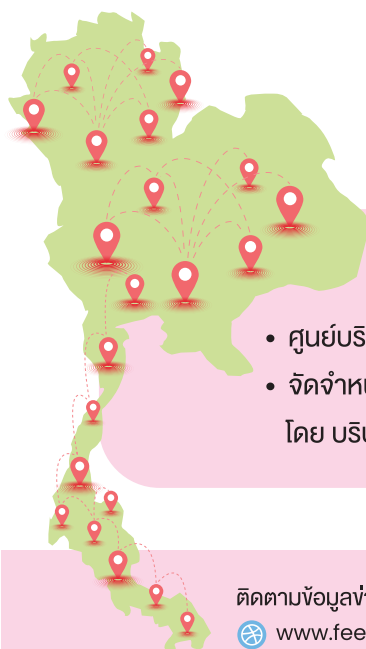 • ศูนย์บริ
• จัดจำห
โดย บริ
ติดตามข้อมูลข่
www.fee